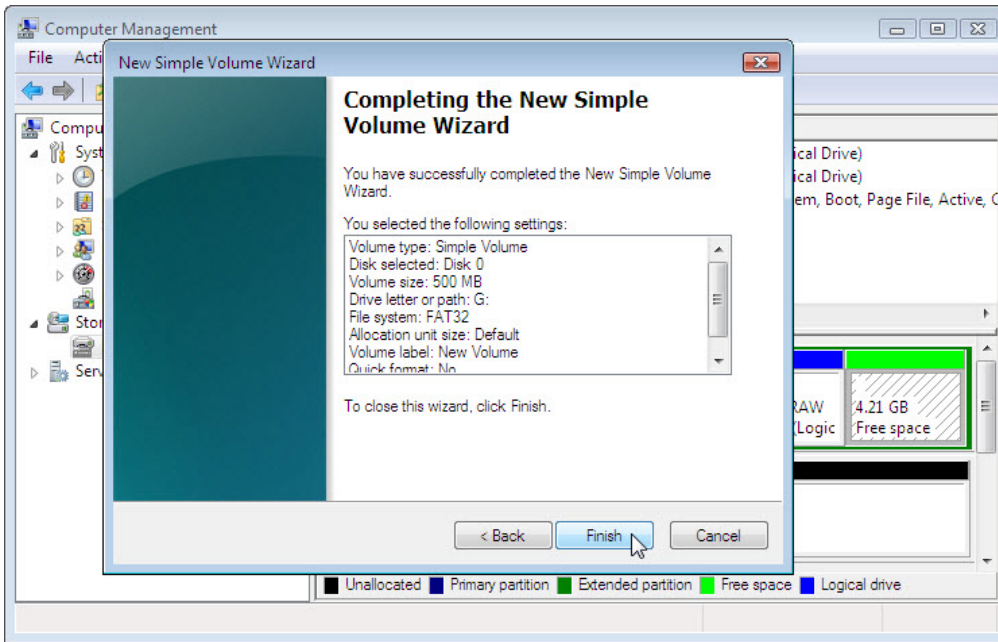 Computer Management
File
New Simple Volume Wizard
Completing the New Simple
Volume Wizard
You have successfully completed the New Simple Volume
Wizard.
You selected the following settings:
Volume type: Simple Volume
Disk selected: Disk 0
Volume size: 500 MB
Drive letter or path: G:
File system: FAT32
Allocation unit size: Default
Volume label: New Volume
Quick format: No
To close this wizard, click Finish.
< Back
Finish
Cancel
Compu
Syst
Stor
Serv
ical Drive)
ical Drive)
em, Boot, Page File, Active, C
RAW
(Logic
4.21 GB
Free space
Unallocated Primary partition Extended partition Free space Logical drive